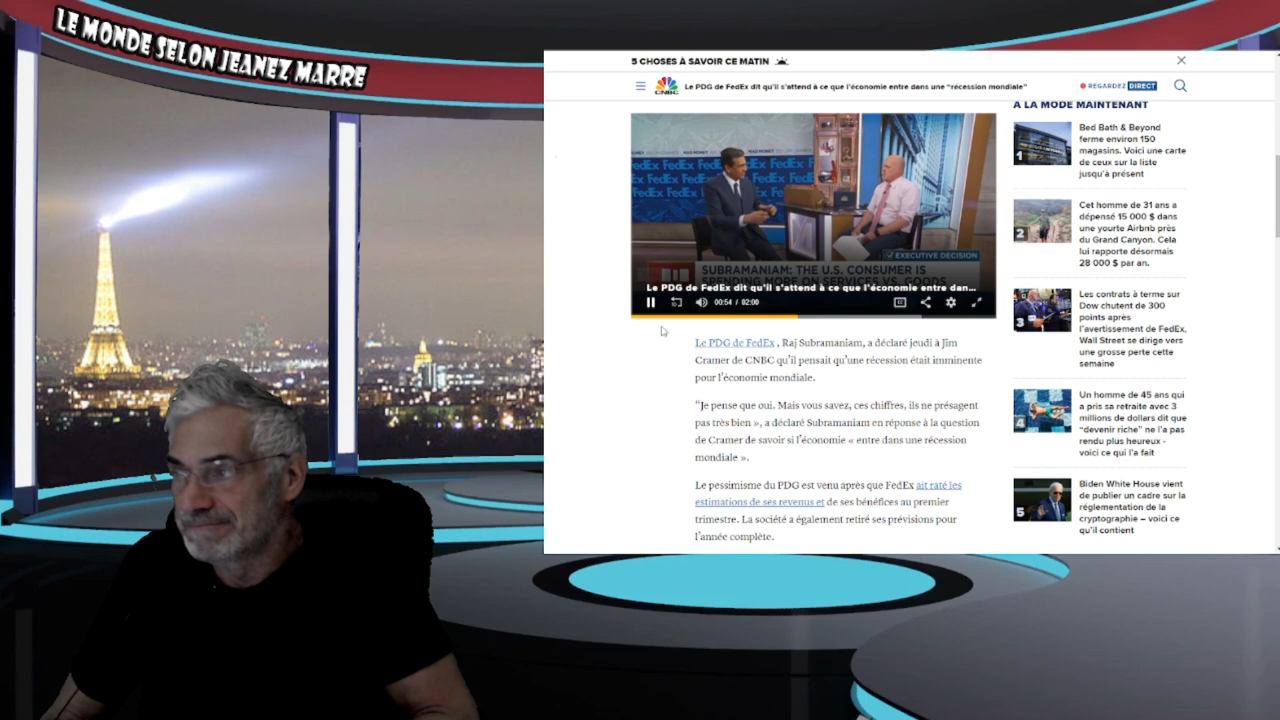 LE MONDE SELON JEANEZ MARRE
5 CHOSES À SAVOIR CE MATIN
CNBC
Le PDG de FedEx dit qu'il s'attend à ce que l'économie entre dans une "récession mondiale"
REGARDEZ DIRECT
A LA MODE MAINTENANT
FedEx FedEx FedEx
EXECUTIVE DECISION
SUBRAMANIAM: THE U.S. CONSUMER IS
SPENDING MORE ON SERVICES VS. GOODS
Le PDG de FedEx dit qu'il s'attend à ce que l'économie entre dan...
00:54 / 02:00
Le PDG de FedEx , Raj Subramaniam, a déclaré jeudi à Jim
Cramer de CNBC qu'il pensait qu'une récession était imminente
pour l'économie mondiale.
"Je pense que oui. Mais vous savez, ces chiffres, ils ne présagent
pas très bien », a déclaré Subramaniam en réponse à la question
de Cramer de savoir si l'économie « entre dans une récession
mondiale ».
Le pessimisme du PDG est venu après que FedEx ait raté les
estimations de ses revenus et de ses bénéfices au premier
trimestre. La société a également retiré ses prévisions pour
l'année complète.
1
Bed Bath & Beyond
ferme environ 150
magasins. Voici une carte
de ceux sur la liste
jusqu'à présent
2
Cet homme de 31 ans a
dépensé 15 000 $ dans
une yourte Airbnb près
du Grand Canyon. Cela
lui rapporte désormais
28 000 $ par an.
3
Les contrats à terme sur
Dow chutent de 300
points après
l'avertissement de FedEx,
Wall Street se dirige vers
une grosse perte cette
semaine
4
Un homme de 45 ans qui
a pris sa retraite avec 3
millions de dollars dit que
"devenir riche" ne l'a pas
rendu plus heureux -
voici ce qui l'a fait
5
Biden White House vient
de publier un cadre sur la
réglementation de la
cryptographie – voici ce
qu'il contient